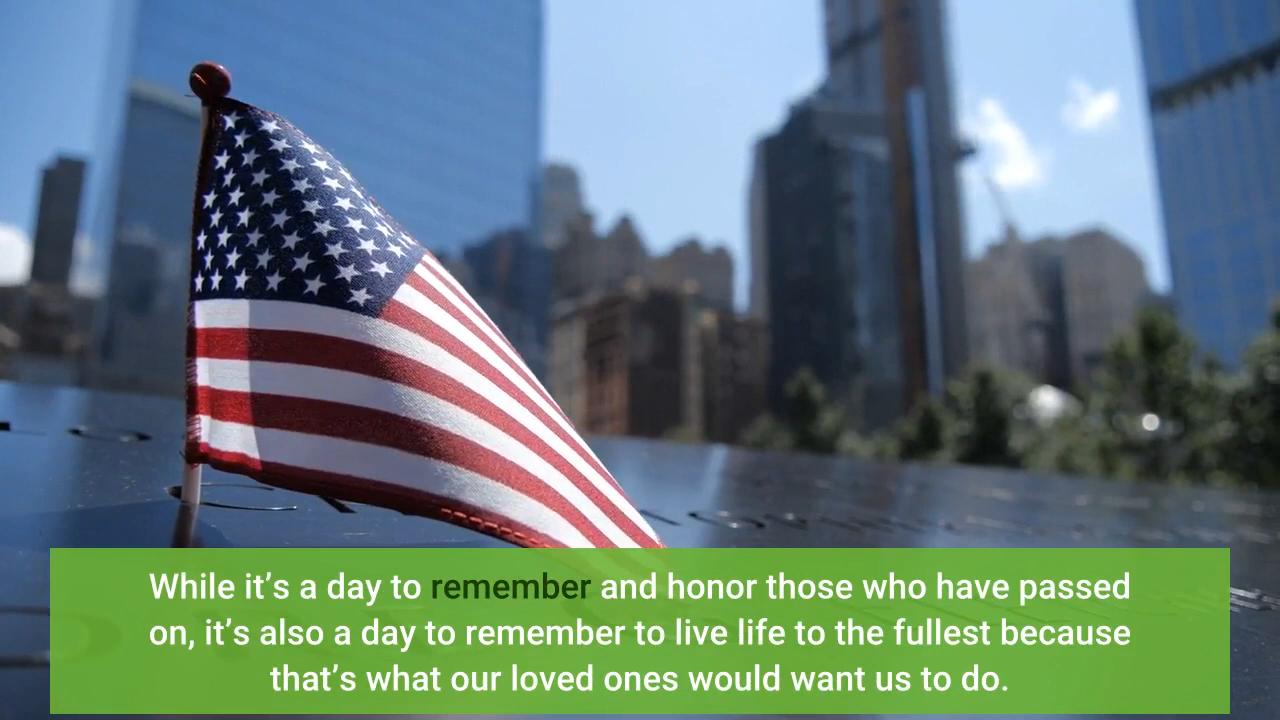 While it’s a day to remember and honor those who have passed
on, it’s also a day to remember to live life to the fullest because
that’s what our loved ones would want us to do.